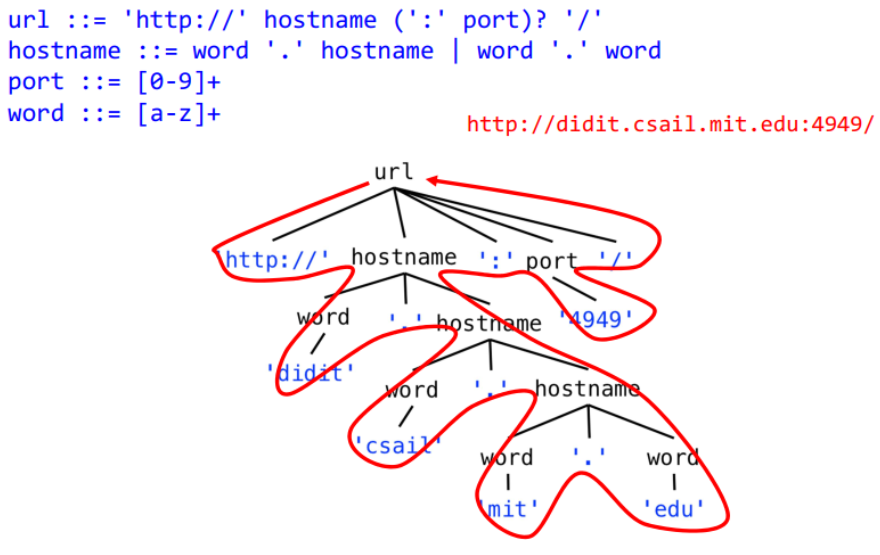 url ::= 'http://' hostname (':' port)? '/'
hostname ::= word '.' hostname | word '.' word
port ::= [0-9]+
word ::= [a-z]+
http://didit.csail.mit.edu:4949/
url
'http://' hostname ':' port '/'
word '.' hostname '4949'
'didit' word '.' hostname
'csail' word '.' word
'mit' 'edu'